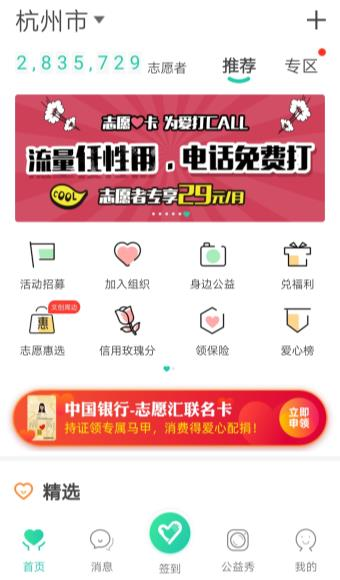 杭州市
2,835,729 志愿者 推荐 专区
志愿卡 为爱打CALL
流量任性用，电话免费打
COOL 志愿者专享29元/月
活动招募 加入组织 身边公益 兑福利
文创周边
惠
志愿惠选 信用玫瑰分 领保险 爱心榜
中国银行-志愿汇联名卡
持证领专属马甲，消费得爱心配捐！
立即
申领
精选
首页 消息 签到 公益秀 我的